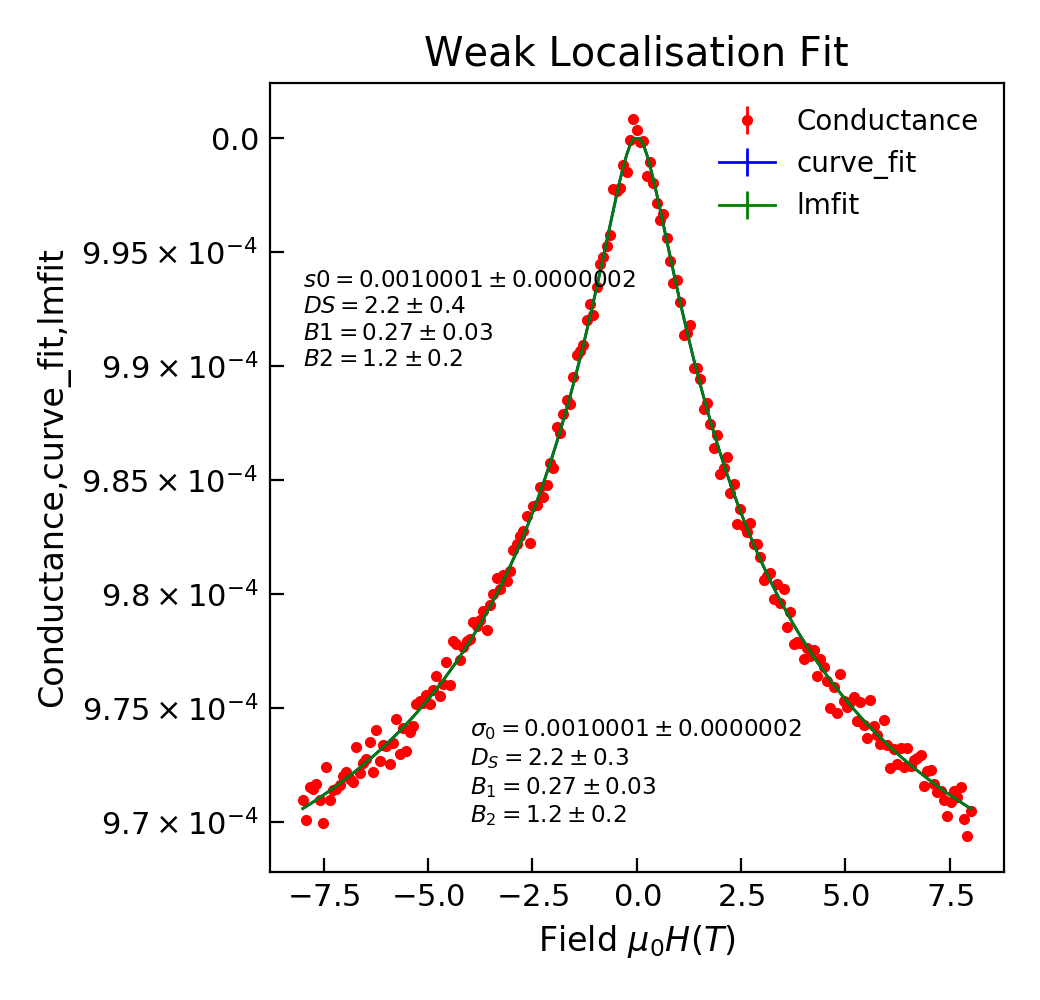 Weak Localisation Fit
Conductance
curve_fit
lmfit
Conductance,curve_fit,lmfit
0.0
9.95 × 10⁻⁴
9.9 × 10⁻⁴
9.85 × 10⁻⁴
9.8 × 10⁻⁴
9.75 × 10⁻⁴
9.7 × 10⁻⁴
s0 = 0.0010001 ± 0.0000002
DS = 2.2 ± 0.4
B1 = 0.27 ± 0.03
B2 = 1.2 ± 0.2
σ₀ = 0.0010001 ± 0.0000002
D_S = 2.2 ± 0.3
B₁ = 0.27 ± 0.03
B₂ = 1.2 ± 0.2
−7.5 −5.0 −2.5 0.0 2.5 5.0 7.5
Field μ₀H(T)